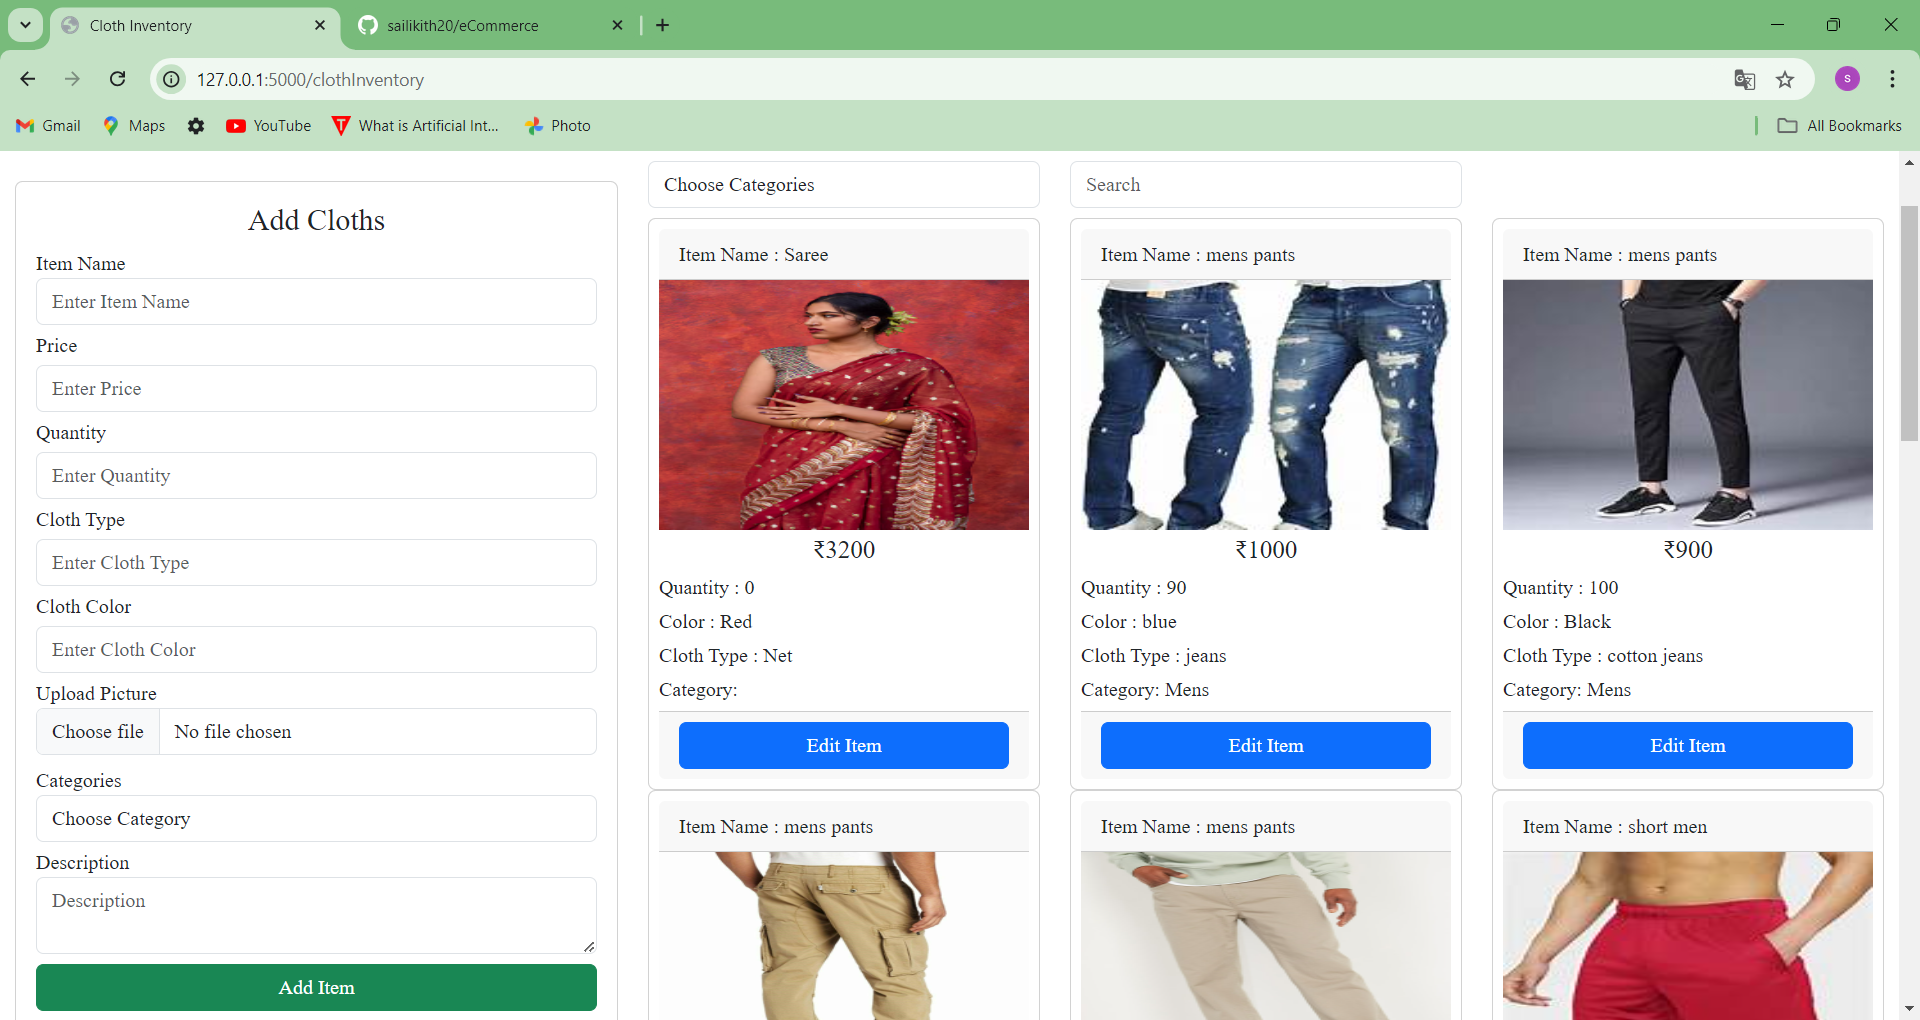 Cloth Inventory
sailikith20/eCommerce
127.0.0.1:5000/clothInventory
S
Gmail
Maps
YouTube
What is Artificial Int...
Photo
All Bookmarks
Add Cloths
Item Name
Enter Item Name
Price
Enter Price
Quantity
Enter Quantity
Cloth Type
Enter Cloth Type
Cloth Color
Enter Cloth Color
Upload Picture
Choose file
No file chosen
Categories
Choose Category
Description
Description
Add Item
Choose Categories
Search
Item Name : Saree
₹3200
Quantity : 0
Color : Red
Cloth Type : Net
Category:
Edit Item
Item Name : mens pants
₹1000
Quantity : 90
Color : blue
Cloth Type : jeans
Category: Mens
Edit Item
Item Name : mens pants
₹900
Quantity : 100
Color : Black
Cloth Type : cotton jeans
Category: Mens
Edit Item
Item Name : mens pants
Item Name : mens pants
Item Name : short men